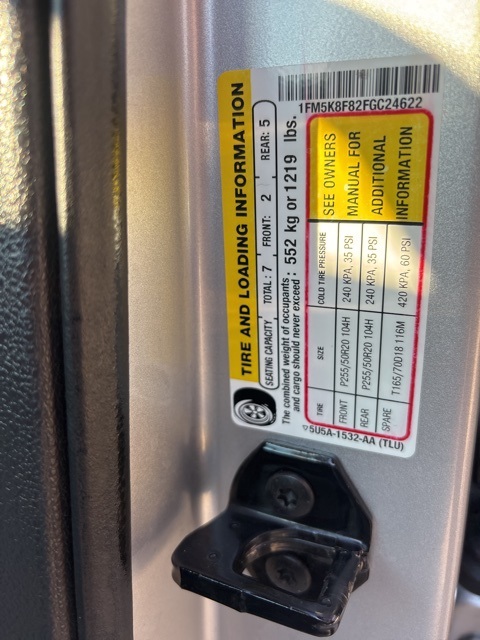 1FM5K8F82FGC24622
TIRE AND LOADING INFORMATION
SEATING CAPACITY TOTAL: 7 FRONT: 2 REAR: 5
The combined weight of occupants
and cargo should never exceed: 552 kg or 1219 lbs.
TIRE SIZE COLD TIRE PRESSURE SEE OWNERS
FRONT P255/50R20 104H 240 KPA, 35 PSI MANUAL FOR
REAR P255/50R20 104H 240 KPA, 35 PSI ADDITIONAL
SPARE T165/70D18 116M 420 KPA, 60 PSI INFORMATION
5U5A-1532-AA (TLU)